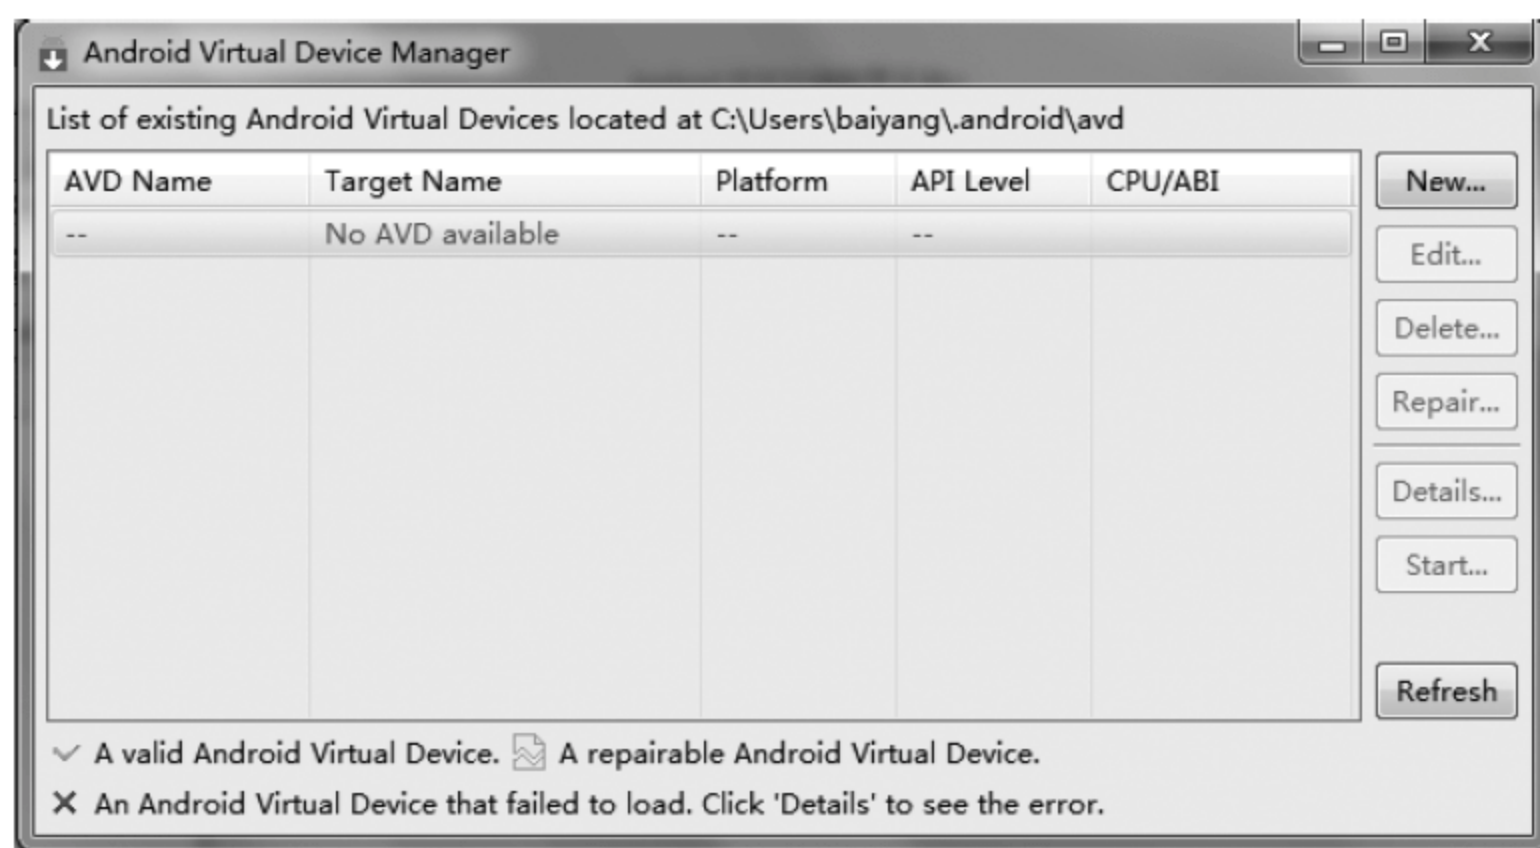 Android Virtual Device Manager
List of existing Android Virtual Devices located at C:\Users\baiyang\.android\avd
AVD Name Target Name Platform API Level CPU/ABI
-- No AVD available -- --
New...
Edit...
Delete...
Repair...
Details...
Start...
Refresh
A valid Android Virtual Device. A repairable Android Virtual Device.
An Android Virtual Device that failed to load. Click 'Details' to see the error.